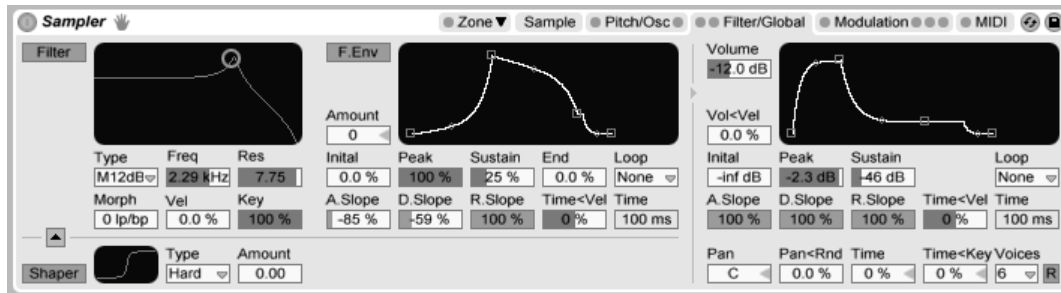 Sampler Zone Sample Pitch/Osc Filter/Global Modulation MIDI
Filter F.Env Volume
-12.0 dB
Amount Vol<Vel
0 0.0 %
Type Freq Res Inital Peak Sustain End Loop Inital Peak Sustain Loop
M12dB 2.29 kHz 7.75 0.0 % 100 % 25 % 0.0 % None -inf dB -2.3 dB -46 dB None
Morph Vel Key A.Slope D.Slope R.Slope Time<Vel Time A.Slope D.Slope R.Slope Time<Vel Time
0 lp/bp 0.0 % 100 % -85 % -59 % 100 % 0 % 100 ms 100 % 100 % 100 % 0 % 100 ms
Type Amount Pan Pan<Rnd Time Time<Key Voices
Shaper Hard 0.00 C 0.0 % 0 % 0 % 6 R